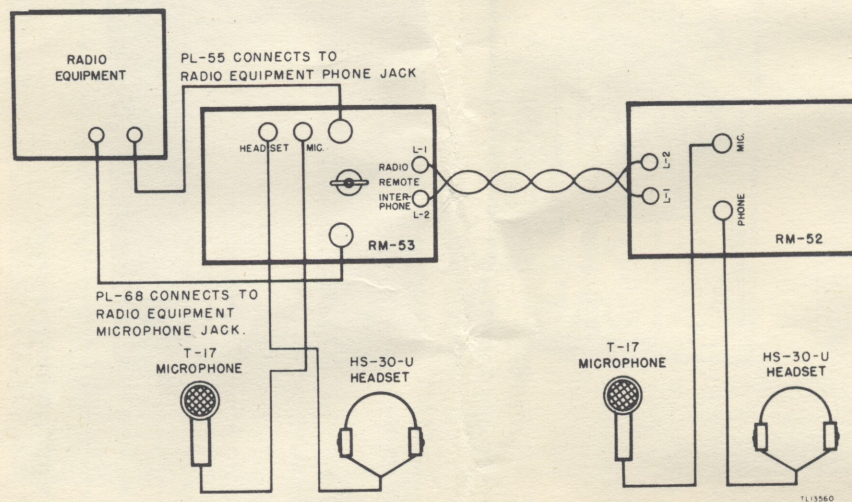 RADIO
EQUIPMENT
PL-55 CONNECTS TO
RADIO EQUIPMENT PHONE JACK
HEADSET
MIC.
L-1
RADIO
REMOTE
INTER-
PHONE
L-2
RM-53
L-2
L-1
MIC.
PHONE
RM-52
PL-68 CONNECTS TO
RADIO EQUIPMENT
MICROPHONE JACK.
T-17
MICROPHONE
HS-30-U
HEADSET
T-17
MICROPHONE
HS-30-U
HEADSET
TL13560